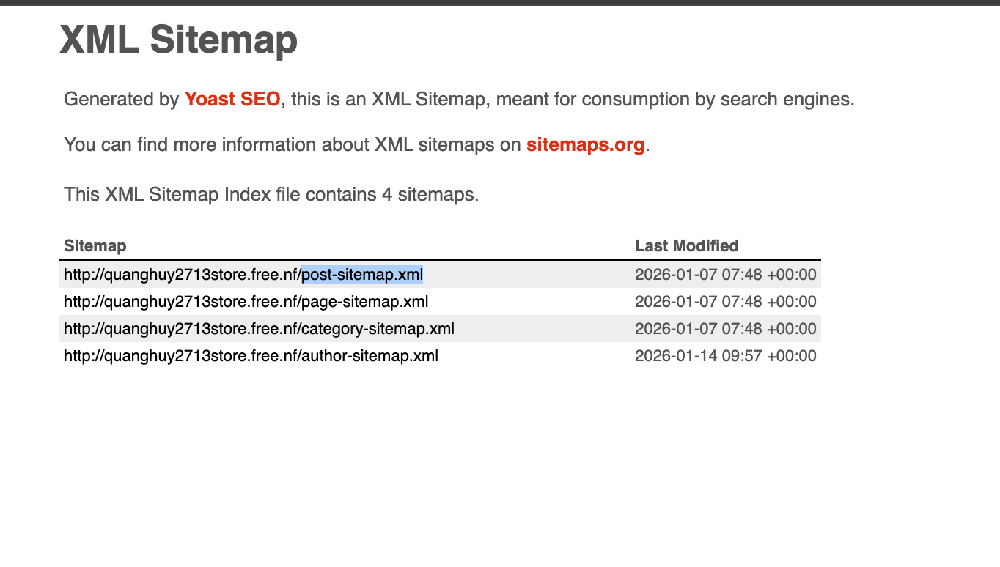 XML Sitemap
Generated by Yoast SEO, this is an XML Sitemap, meant for consumption by search engines.
You can find more information about XML sitemaps on sitemaps.org.
This XML Sitemap Index file contains 4 sitemaps.
Sitemap Last Modified
http://quanghuy2713store.free.nf/post-sitemap.xml 2026-01-07 07:48 +00:00
http://quanghuy2713store.free.nf/page-sitemap.xml 2026-01-07 07:48 +00:00
http://quanghuy2713store.free.nf/category-sitemap.xml 2026-01-07 07:48 +00:00
http://quanghuy2713store.free.nf/author-sitemap.xml 2026-01-14 09:57 +00:00